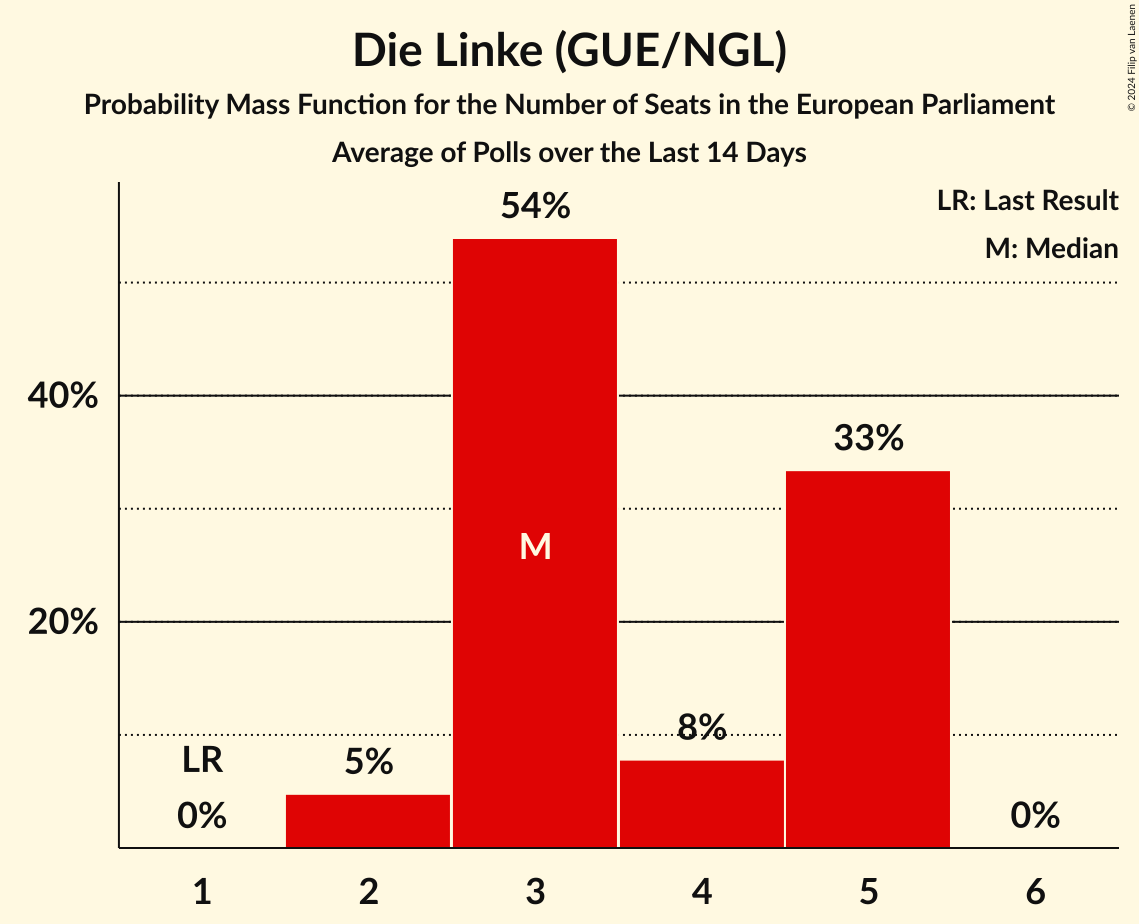 Die Linke (GUE/NGL)
Probability Mass Function for the Number of Seats in the European Parliament
Average of Polls over the Last 14 Days
© 2024 Filip van Laenen
LR: Last Result
M: Median
54%
40%
33%
M
20%
8%
LR
5%
0%
0%
1 2 3 4 5 6